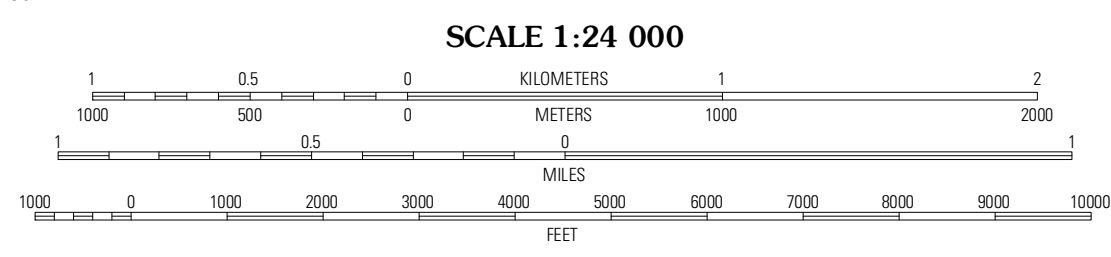 SCALE 1:24 000
1 0.5 0 KILOMETERS 1 2
1000 500 0 METERS 1000 2000
1 0.5 0 1
MILES
1000 0 1000 2000 3000 4000 5000 6000 7000 8000 9000 10000
FEET